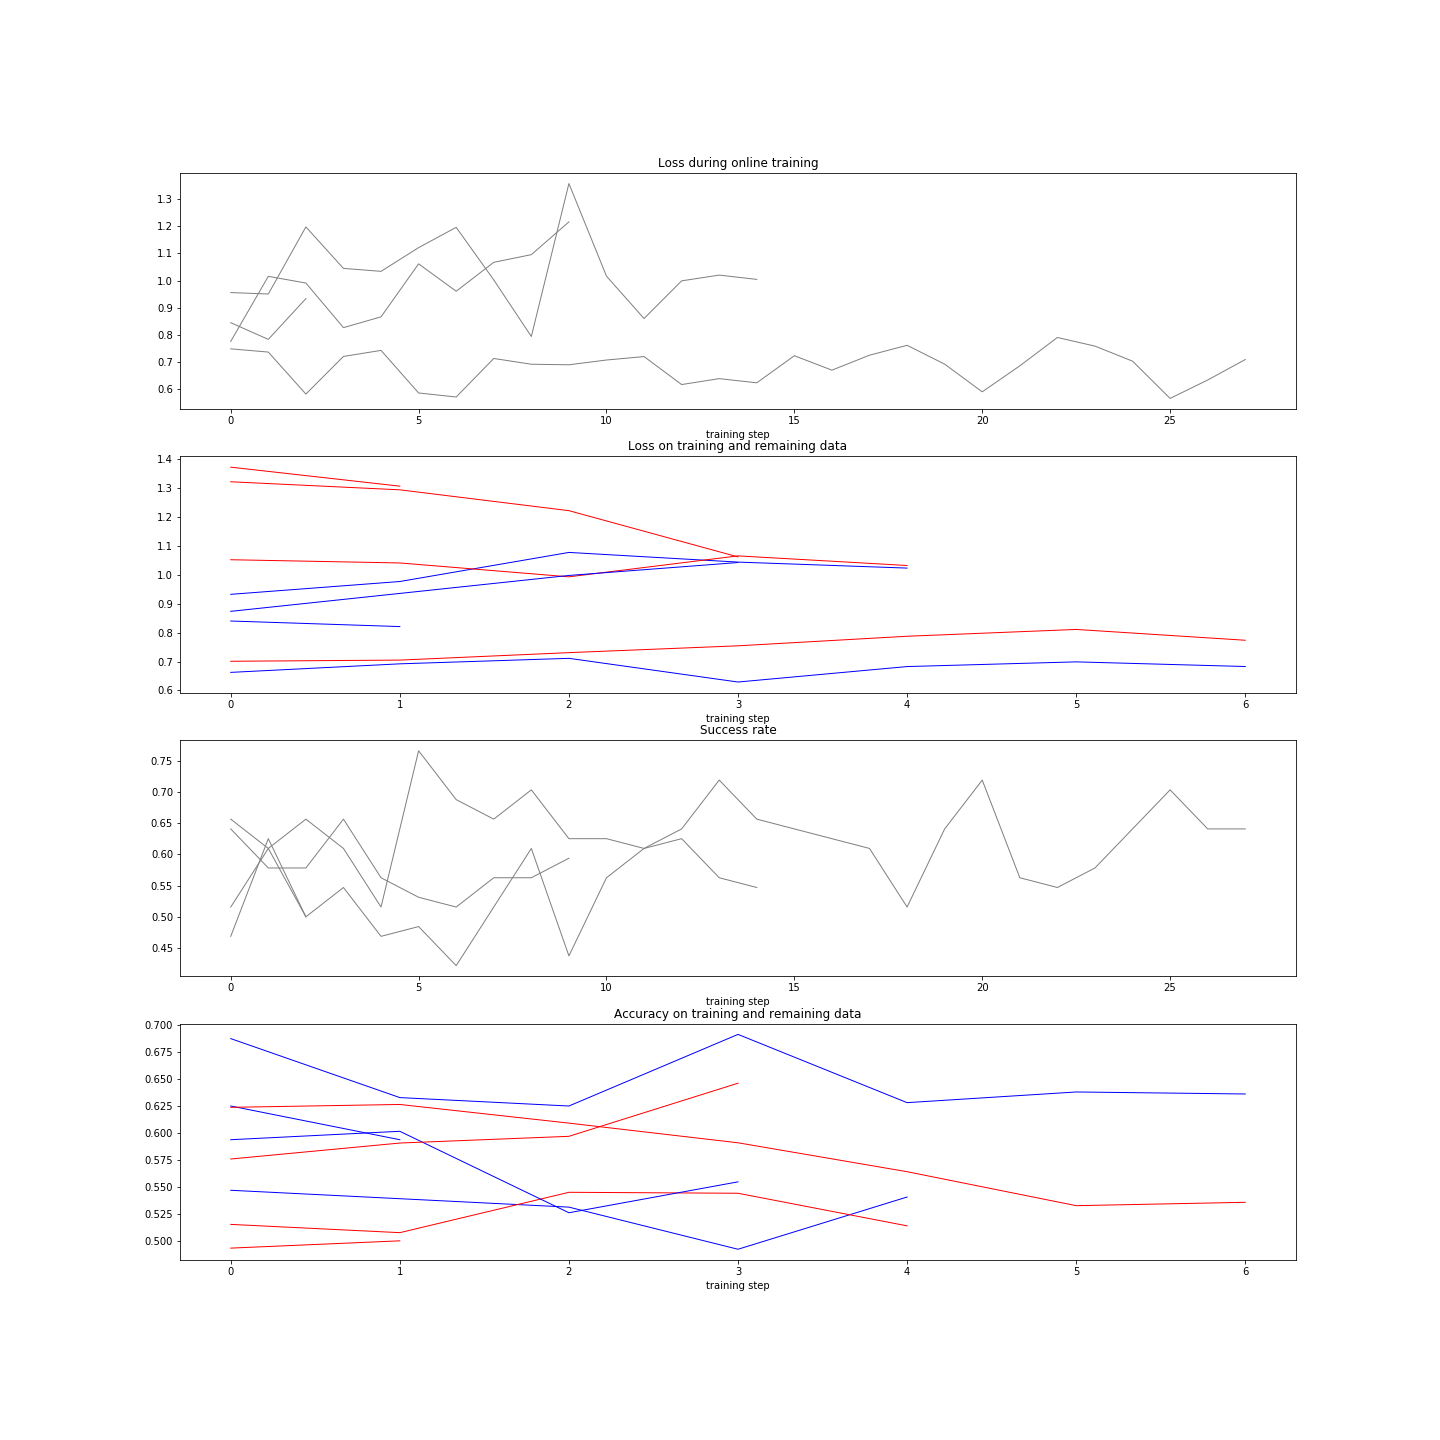 Loss during online training
1.3
1.2
1.1
1.0
0.9
0.8
0.7
0.6
0 5 10 15 20 25
training step
Loss on training and remaining data
1.4
1.3
1.2
1.1
1.0
0.9
0.8
0.7
0.6
0 1 2 3 4 5 6
training step
Success rate
0.75
0.70
0.65
0.60
0.55
0.50
0.45
0 5 10 15 20 25
training step
Accuracy on training and remaining data
0.700
0.675
0.650
0.625
0.600
0.575
0.550
0.525
0.500
0 1 2 3 4 5 6
training step